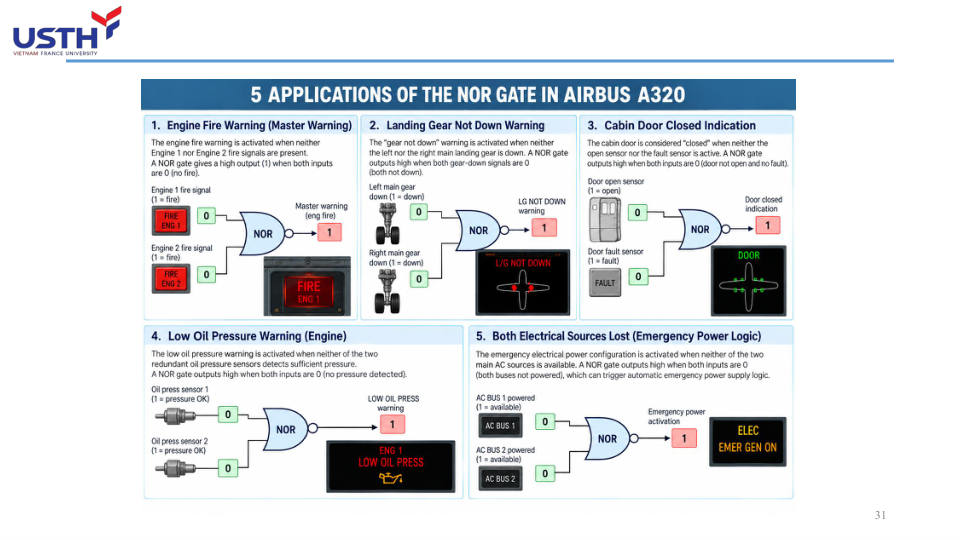 USTH
VIETNAM FRANCE UNIVERSITY
5 APPLICATIONS OF THE NOR GATE IN AIRBUS A320
1. Engine Fire Warning (Master Warning)
The engine fire warning is activated when neither
Engine 1 nor Engine 2 fire signals are present.
A NOR gate gives a high output (1) when both inputs
are 0 (no fire).
Engine 1 fire signal
(1 = fire)
FIRE
ENG 1
0
Engine 2 fire signal
(1 = fire)
FIRE
ENG 2
0
NOR
Master warning
(eng fire)
1
FIRE
ENG 1
2. Landing Gear Not Down Warning
The "gear not down" warning is activated when neither
the left nor the right main landing gear is down. A NOR gate
outputs high when both gear-down signals are 0
(both not down).
Left main gear
down (1 = down)
0
Right main gear
down (1 = down)
0
NOR
LG NOT DOWN
warning
1
L/G NOT DOWN
3. Cabin Door Closed Indication
The cabin door is considered "closed" when neither the
open sensor nor the fault sensor is active. A NOR gate
outputs high when both inputs are 0 (door not open and no fault).
Door open sensor
(1 = open)
0
Door fault sensor
(1 = fault)
FAULT
0
NOR
Door closed
indication
1
DOOR
4. Low Oil Pressure Warning (Engine)
The low oil pressure warning is activated when neither of the two
redundant oil pressure sensors detects sufficient pressure.
A NOR gate outputs high when both inputs are 0 (no pressure detected).
Oil press sensor 1
(1 = pressure OK)
0
Oil press sensor 2
(1 = pressure OK)
0
NOR
LOW OIL PRESS
warning
1
ENG 1
LOW OIL PRESS
5. Both Electrical Sources Lost (Emergency Power Logic)
The emergency electrical power configuration is activated when neither of the two
main AC sources is available. A NOR gate outputs high when both inputs are 0
(both buses not powered), which can trigger automatic emergency power supply logic.
AC BUS 1 powered
(1 = available)
AC BUS 1
0
AC BUS 2 powered
(1 = available)
AC BUS 2
0
NOR
Emergency power
activation
1
ELEC
EMER GEN ON
31